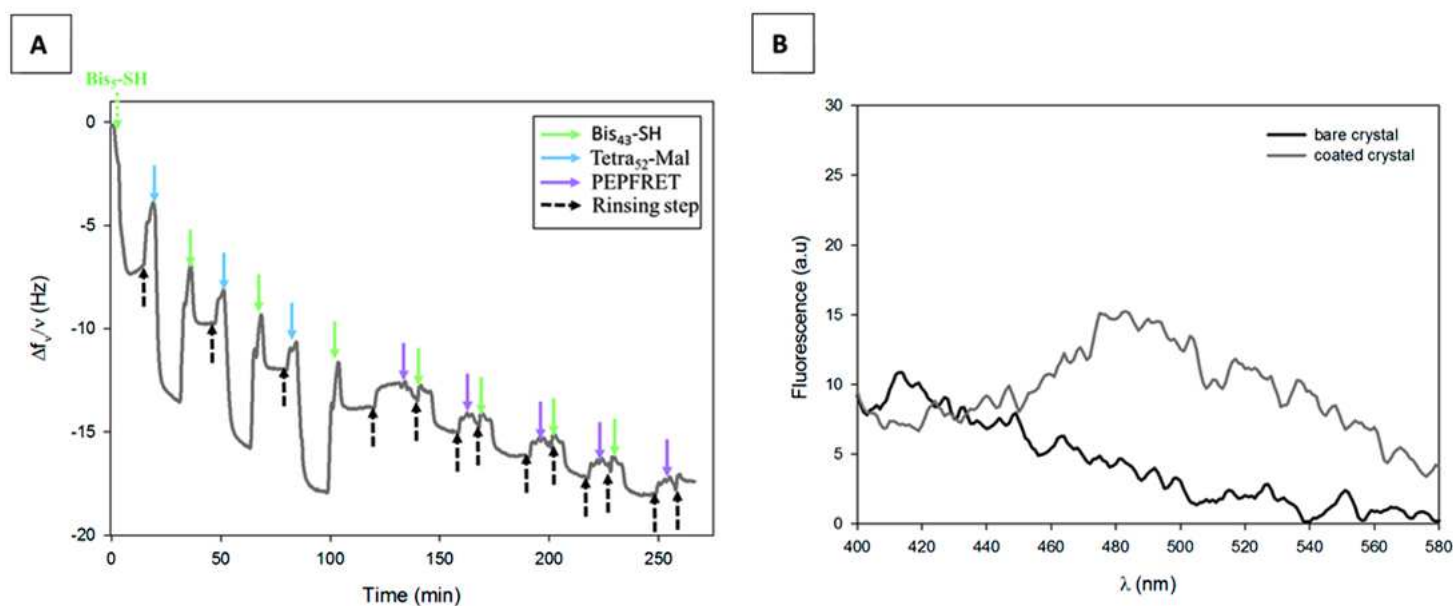 A
Bis5-SH
0
-5
-10
-15
-20
Δfν/ν (Hz)
0 50 100 150 200 250
Time (min)
Bis43-SH
Tetra52-Mal
PEPFRET
Rinsing step
B
30
25
20
15
10
5
0
Fluorescence (a.u)
400 420 440 460 480 500 520 540 560 580
λ (nm)
bare crystal
coated crystal